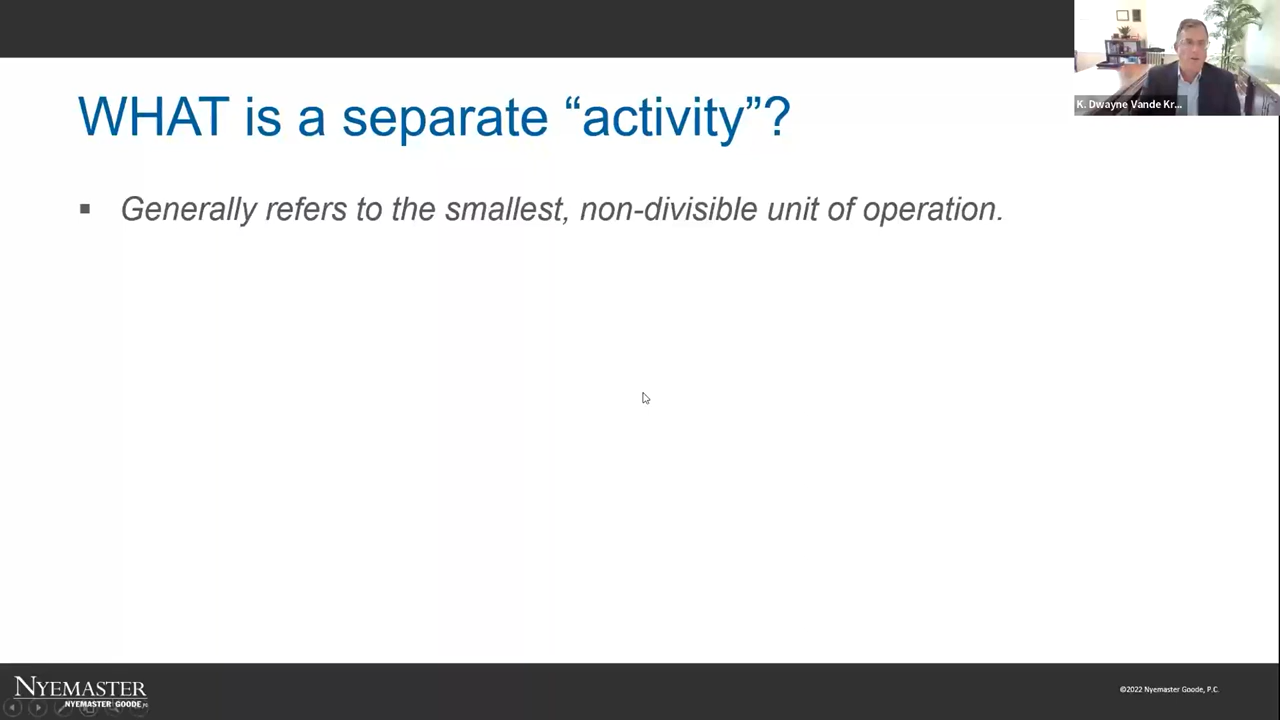 K. Dwayne Vande Kr...
WHAT is a separate “activity”?
▪ Generally refers to the smallest, non-divisible unit of operation.
NYEMASTER
NYEMASTER GOODE, PC
©2022 Nyemaster Goode, P.C.